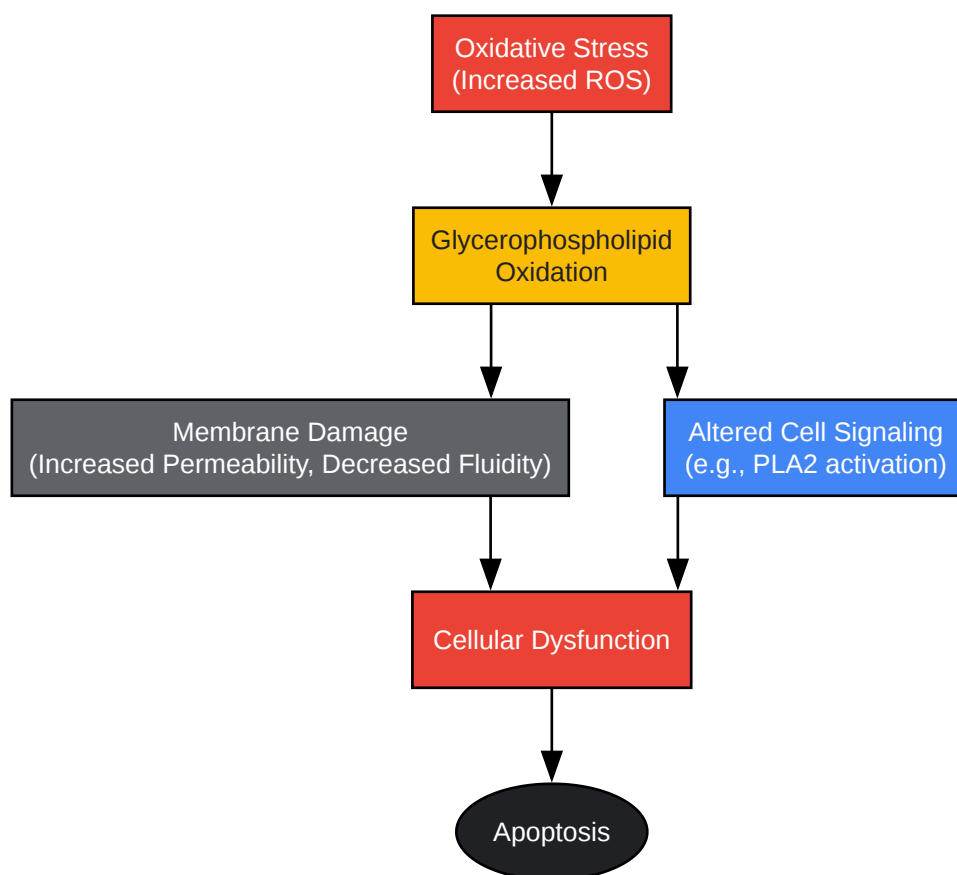 Oxidative Stress
(Increased ROS)
Glycerophospholipid
Oxidation
Membrane Damage
(Increased Permeability, Decreased Fluidity)
Altered Cell Signaling
(e.g., PLA2 activation)
Cellular Dysfunction
Apoptosis